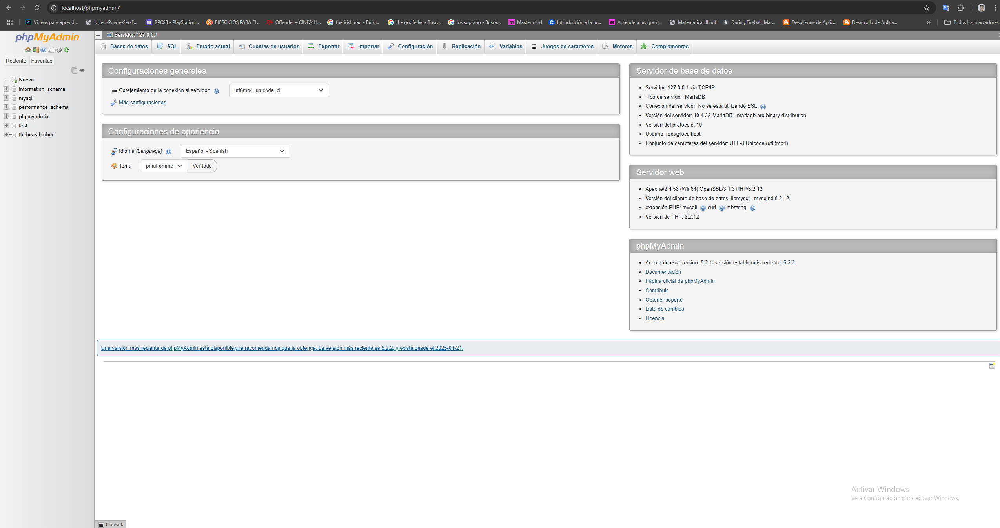 localhost/phpmyadmin/
Videos para aprend...
Usted-Puede-Ser-F...
RPCS3 - PlayStation...
EJERCICIOS PARA EL...
Offender – CINE24H...
the irishman - Busc...
the godfellas - Busc...
los soprano - Busca...
Mastermind
Introducción a la pr...
Aprende a program...
Matematicas II.pdf
Daring Fireball: Mar...
Despliegue de Aplic...
Desarrollo de Aplica...
Todos los marcadores
phpMyAdmin
Reciente
Favoritas
Nueva
information_schema
mysql
performance_schema
phpmyadmin
test
thebeastbarber
Servidor: 127.0.0.1
Bases de datos
SQL
Estado actual
Cuentas de usuarios
Exportar
Importar
Configuración
Replicación
Variables
Juegos de caracteres
Motores
Complementos
Configuraciones generales
Cotejamiento de la conexión al servidor:
utf8mb4_unicode_ci
Más configuraciones
Configuraciones de apariencia
Idioma (Language)
Español - Spanish
Tema
pmahomme
Ver todo
Servidor de base de datos
Servidor: 127.0.0.1 via TCP/IP
Tipo de servidor: MariaDB
Conexión del servidor: No se está utilizando SSL
Versión del servidor: 10.4.32-MariaDB - mariadb.org binary distribution
Versión del protocolo: 10
Usuario: root@localhost
Conjunto de caracteres del servidor: UTF-8 Unicode (utf8mb4)
Servidor web
Apache/2.4.58 (Win64) OpenSSL/3.1.3 PHP/8.2.12
Versión del cliente de base de datos: libmysql - mysqlnd 8.2.12
extensión PHP: mysqli curl mbstring
Versión de PHP: 8.2.12
phpMyAdmin
Acerca de esta versión: 5.2.1, versión estable más reciente: 5.2.2
Documentación
Página oficial de phpMyAdmin
Contribuir
Obtener soporte
Lista de cambios
Licencia
Una versión más reciente de phpMyAdmin está disponible y le recomendamos que la obtenga. La versión más reciente es 5.2.2, y existe desde el 2025-01-21.
Activar Windows
Ve a Configuración para activar Windows.
Consola